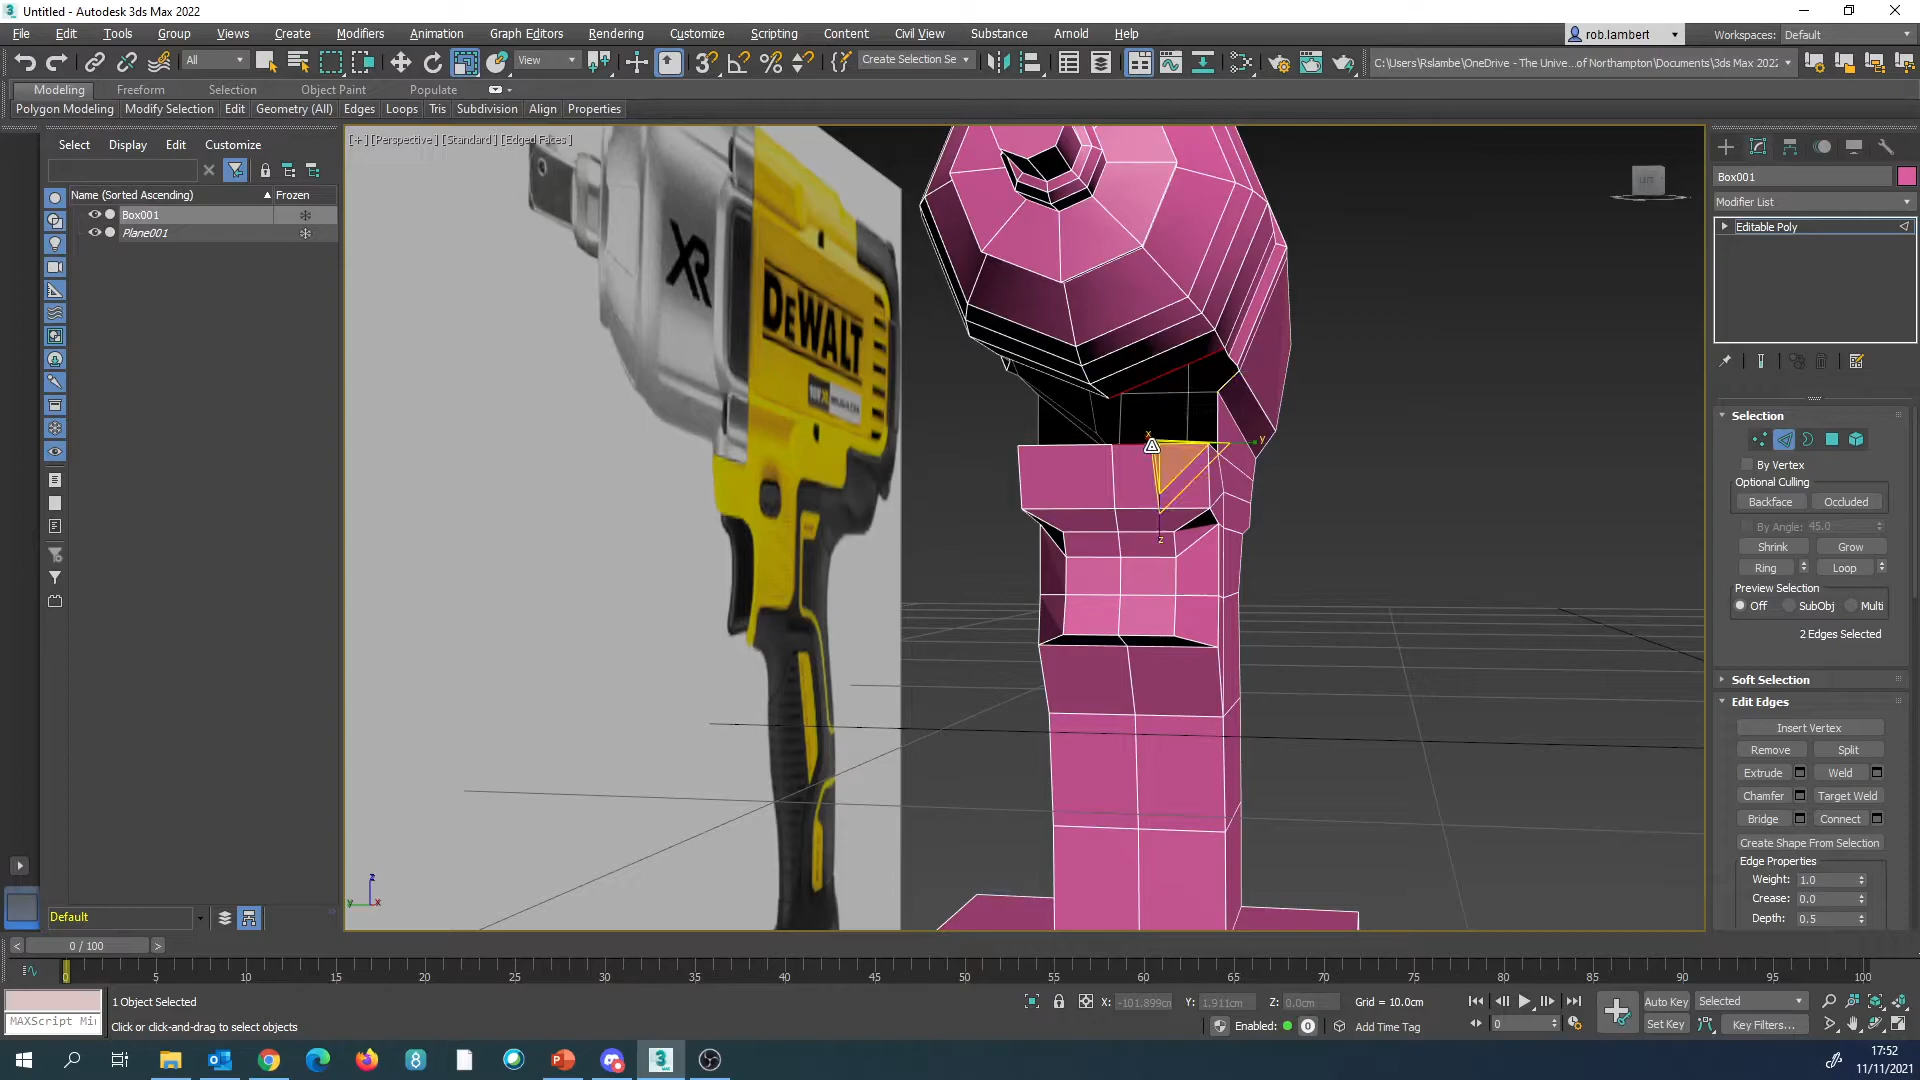 Untitled - Autodesk 3ds Max 2022
File Edit Tools Group Views Create Modifiers Animation Graph Editors Rendering Customize Scripting Content Civil View Substance Arnold Help
rob.lambert
Workspaces: Default
All
View
Create Selection Se
C:\Users\Rslambe\OneDrive - The Unive...of Northampton\Documents\3ds Max 2022
Modeling Freeform Selection Object Paint Populate
Polygon Modeling Modify Selection Edit Geometry (All) Edges Loops Tris Subdivision Align Properties
Select Display Edit Customize
Name (Sorted Ascending) Frozen
Box001
Plane001
[+] [Perspective] [Standard] [Edged Faces]
XR
DEWALT
LEFT
x
y
z
z
y
x
Box001
Modifier List
Editable Poly
Selection
By Vertex
Optional Culling
Backface Occluded
By Angle: 45.0
Shrink Grow
Ring Loop
Preview Selection
Off SubObj Multi
2 Edges Selected
Soft Selection
Edit Edges
Insert Vertex
Remove Split
Extrude Weld
Chamfer Target Weld
Bridge Connect
Create Shape From Selection
Edge Properties
Weight: 1.0
Crease: 0.0
Depth: 0.5
Default
0 / 100
0 5 10 15 20 25 30 35 40 45 50 55 60 65 70 75 80 85 90 95 100
1 Object Selected
X: -101.899cm Y: 1.911cm Z: 0.0cm Grid = 10.0cm
Auto Key Selected
MAXScript Mi
Click or click-and-drag to select objects
Enabled: 0 Add Time Tag
0
Set Key Key Filters...
17:52
11/11/2021